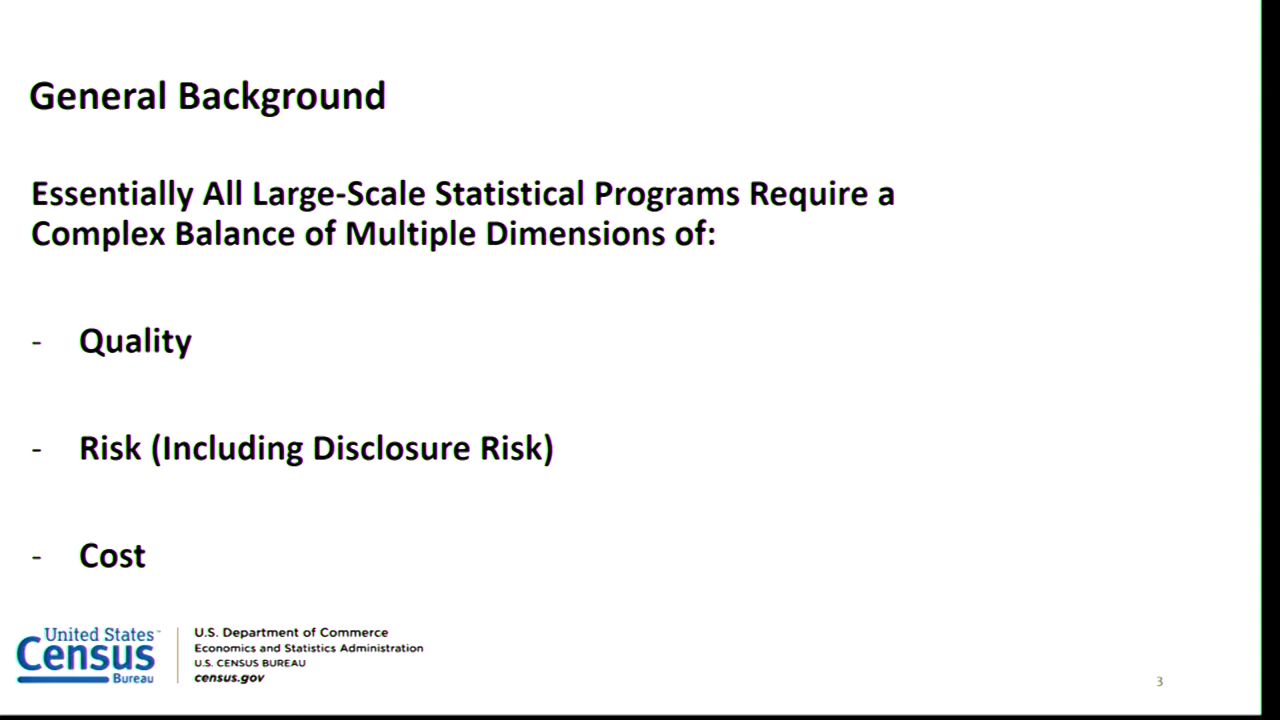 General Background
Essentially All Large-Scale Statistical Programs Require a
Complex Balance of Multiple Dimensions of:
- Quality
- Risk (Including Disclosure Risk)
- Cost
United States™
Census
Bureau
U.S. Department of Commerce
Economics and Statistics Administration
U.S. CENSUS BUREAU
census.gov
3